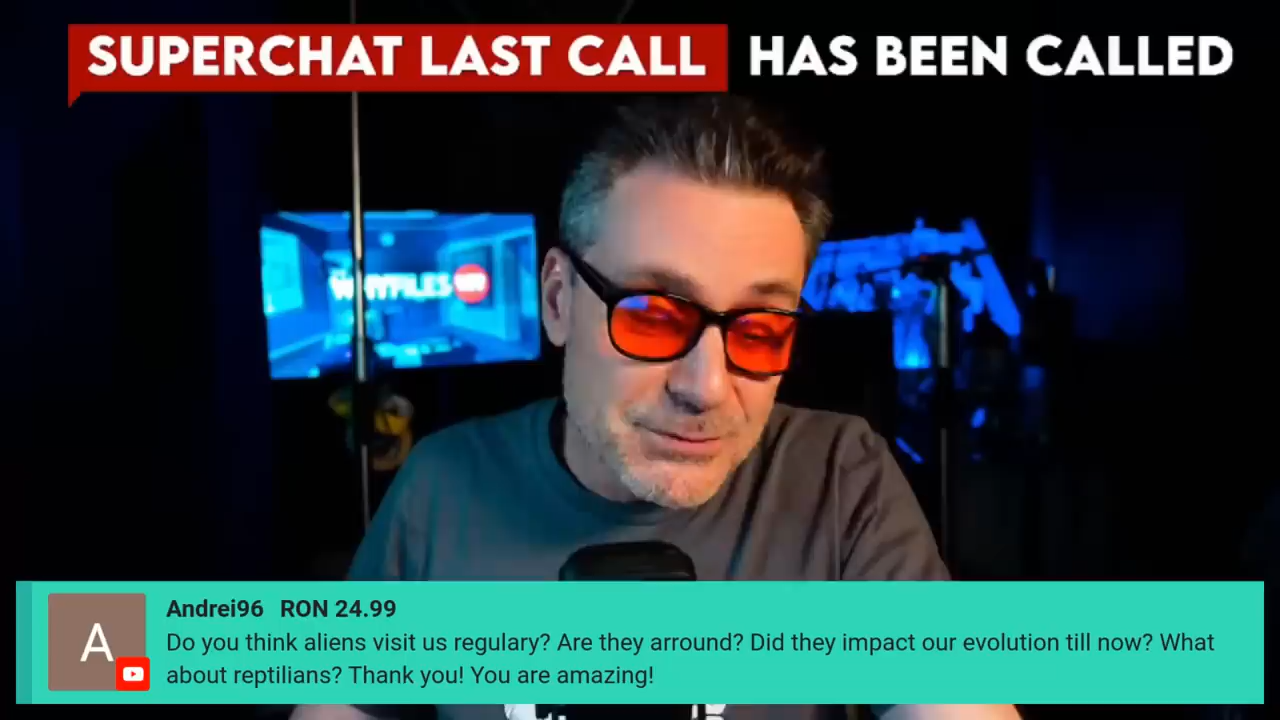 SUPERCHAT LAST CALL HAS BEEN CALLED
WHYFILES
A
Andrei96 RON 24.99
Do you think aliens visit us regulary? Are they arround? Did they impact our evolution till now? What
about reptilians? Thank you! You are amazing!